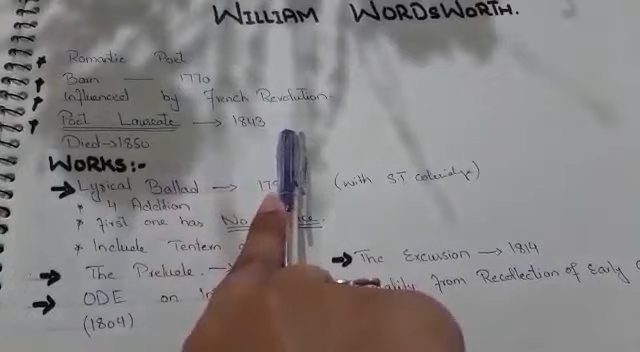 WILLIAM WORDSWORTH.
* Romantic Poet
* Born — 1770
* Influenced by French Revolution.
* Poet Laureate → 1843
Died → 1850
WORKS:-
→ Lyrical Ballad → (with ST coleridge)
* 4 Addition
* First one has
* Include Tentern
→ The Excursion → 1814
→ The Prelude. →
→ ODE on from Recollection of Early
(1804)